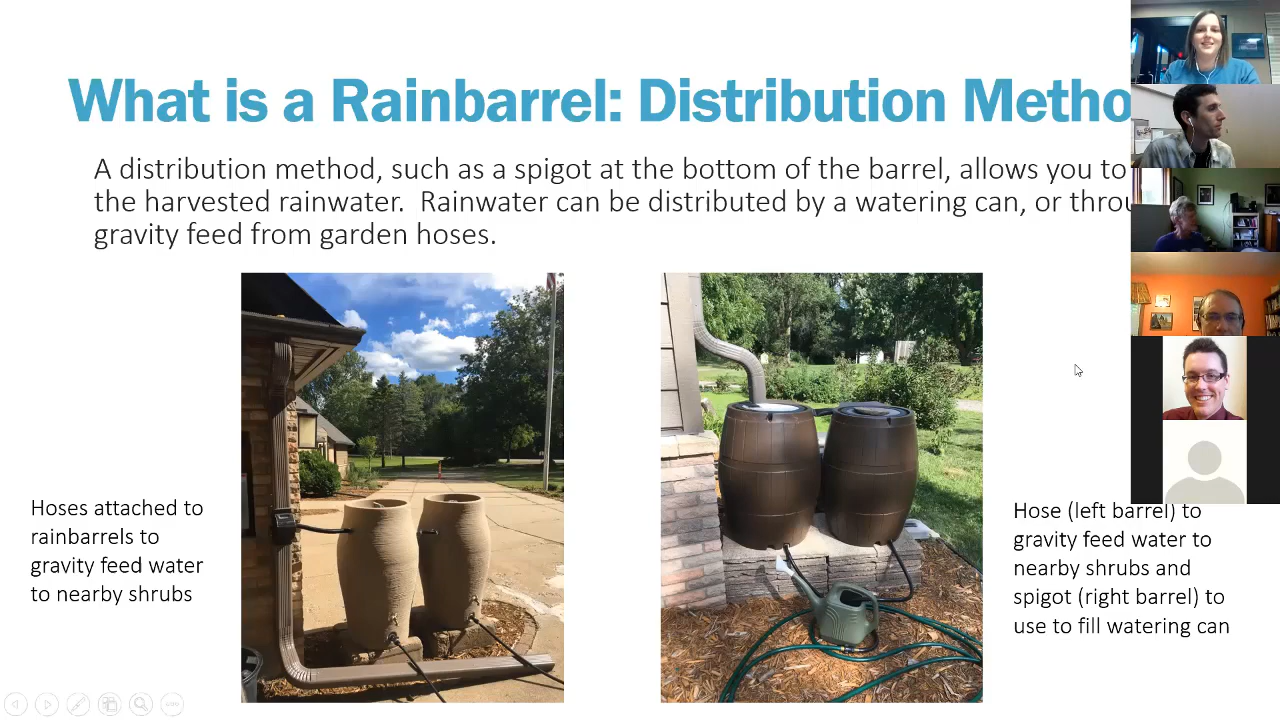 What is a Rainbarrel: Distribution Metho
A distribution method, such as a spigot at the bottom of the barrel, allows you to
the harvested rainwater.  Rainwater can be distributed by a watering can, or throu
gravity feed from garden hoses.
Hoses attached to
rainbarrels to
gravity feed water
to nearby shrubs
Hose (left barrel) to
gravity feed water to
nearby shrubs and
spigot (right barrel) to
use to fill watering can